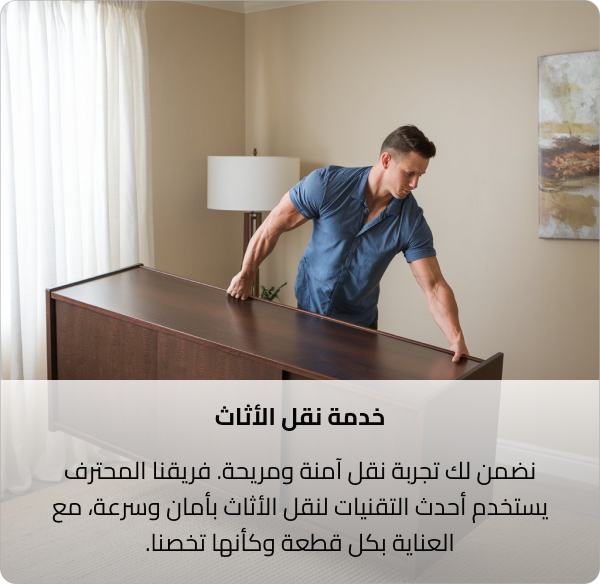 خدمة نقل الأثاث
نضمن لك تجربة نقل آمنة ومريحة. فريقنا المحترف
يستخدم أحدث التقنيات لنقل الأثاث بأمان وسرعة، مع
العناية بكل قطعة وكأنها تخصنا.